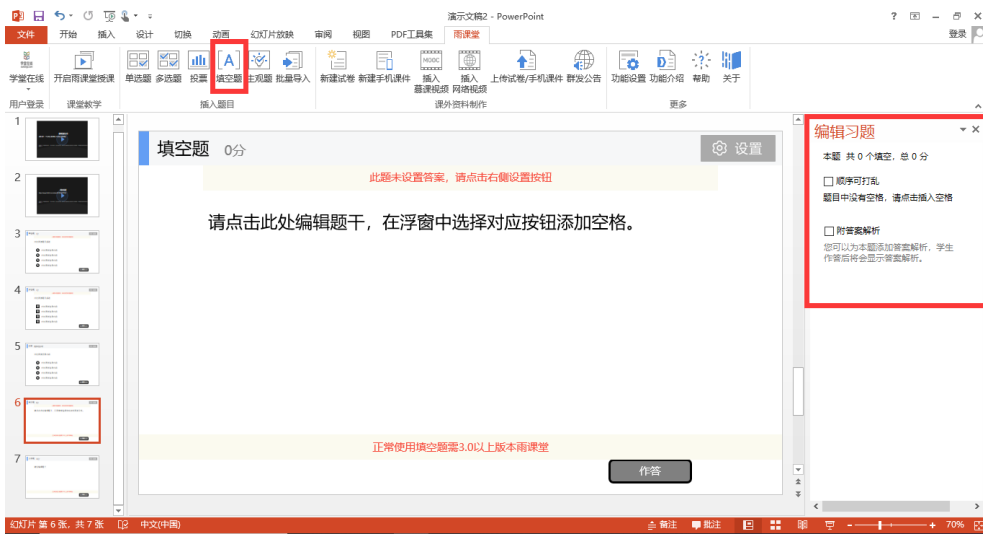 演示文稿2 - PowerPoint
文件 开始 插入 设计 切换 动画 幻灯片放映 审阅 视图 PDF工具集 雨课堂 登录
学堂在线 开启雨课堂授课 单选题 多选题 投票 填空题 主观题 批量导入 新建试卷 新建手机课件 插入 慕课视频 插入 网络视频 上传试卷/手机课件 群发公告 功能设置 功能介绍 帮助 关于
用户登录 课堂教学 插入题目 课外资料制作 更多
1
2
3
4
5
6
7
填空题 0分 设置
此题未设置答案，请点击右侧设置按钮
请点击此处编辑题干，在浮窗中选择对应按钮添加空格。
正常使用填空题需3.0以上版本雨课堂
作答
编辑习题
本题 共 0 个填空，总 0 分
顺序可打乱
题目中没有空格，请点击插入空格
附答案解析
您可以为本题添加答案解析，学生
作答后将会显示答案解析。
幻灯片 第 6 张，共 7 张 中文(中国) 备注 批注 70%